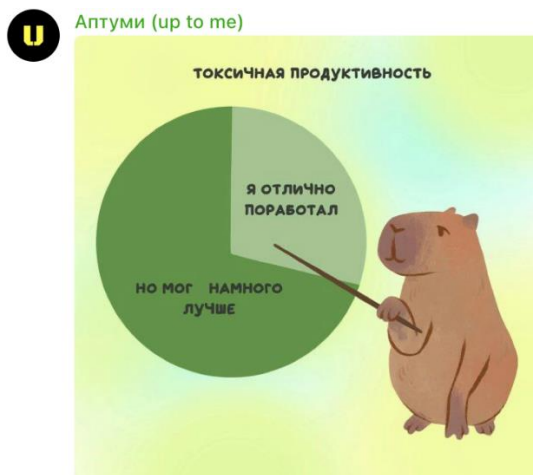 Аптуми (up to me)
ТОКСИЧНАЯ ПРОДУКТИВНОСТЬ
Я ОТЛИЧНО
ПОРАБОТАЛ
НО МОГ НАМНОГО
ЛУЧШЕ